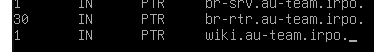 1 IN PTR br-srv.au-team.irpo.
30 IN PTR br-rtr.au-team.irpo.
1 IN PTR wiki.au-team.irpo._